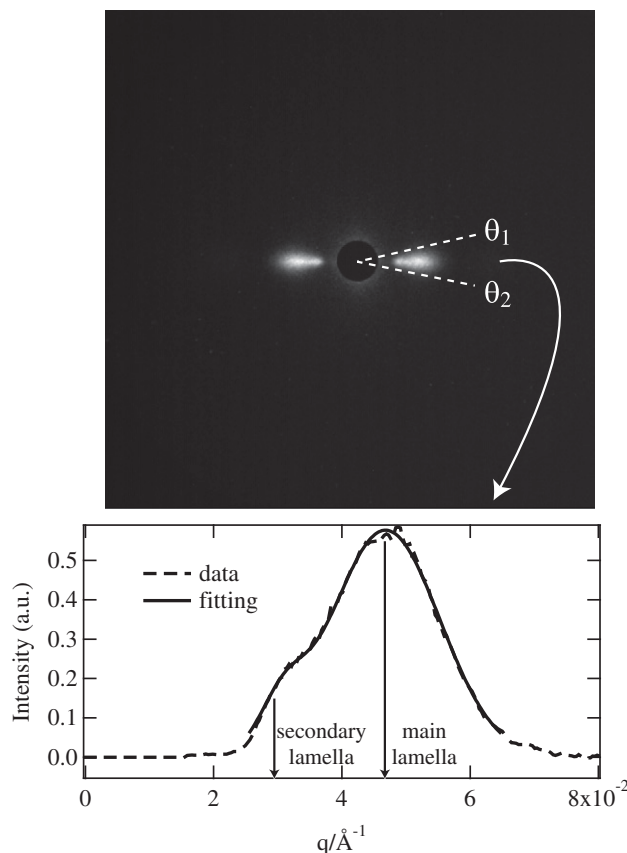 θ1
θ2
0.5
0.4
0.3
0.2
0.1
0.0
Intensity (a.u.)
data
fitting
secondary
lamella
main
lamella
0 2 4 6 8x10-2
q/Å-1